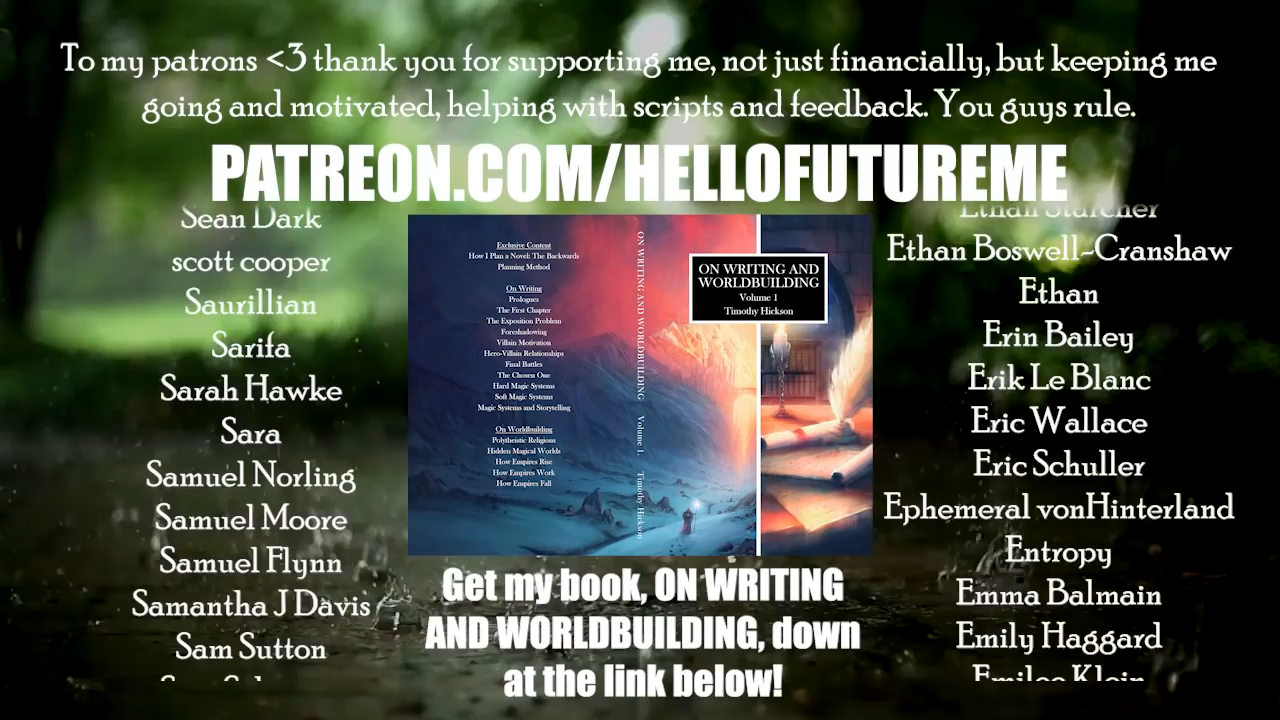 To my patrons <3 thank you for supporting me, not just financially, but keeping me
going and motivated, helping with scripts and feedback. You guys rule.
PATREON.COM/HELLOFUTUREME
Sean Dark
scott cooper
Saurillian
Sarifa
Sarah Hawke
Sara
Samuel Norling
Samuel Moore
Samuel Flynn
Samantha J Davis
Sam Sutton
Exclusive Content
How I Plan a Novel: The Backwards
Planning Method
On Writing
Prologues
The First Chapter
The Exposition Problem
Foreshadowing
Villain Motivation
Hero-Villain Relationships
Final Battles
The Chosen One
Hard Magic Systems
Soft Magic Systems
Magic Systems and Storytelling
On Worldbuilding
Polytheistic Religions
Hidden Magical Worlds
How Empires Rise
How Empires Work
How Empires Fall
ON WRITING AND WORLDBUILDING Volume 1. Timothy Hickson
ON WRITING AND
WORLDBUILDING
Volume 1
Timothy Hickson
Get my book, ON WRITING
AND WORLDBUILDING, down
at the link below!
Ethan Starcher
Ethan Boswell-Cranshaw
Ethan
Erin Bailey
Erik Le Blanc
Eric Wallace
Eric Schuller
Ephemeral vonHinterland
Entropy
Emma Balmain
Emily Haggard
Emilee Klein